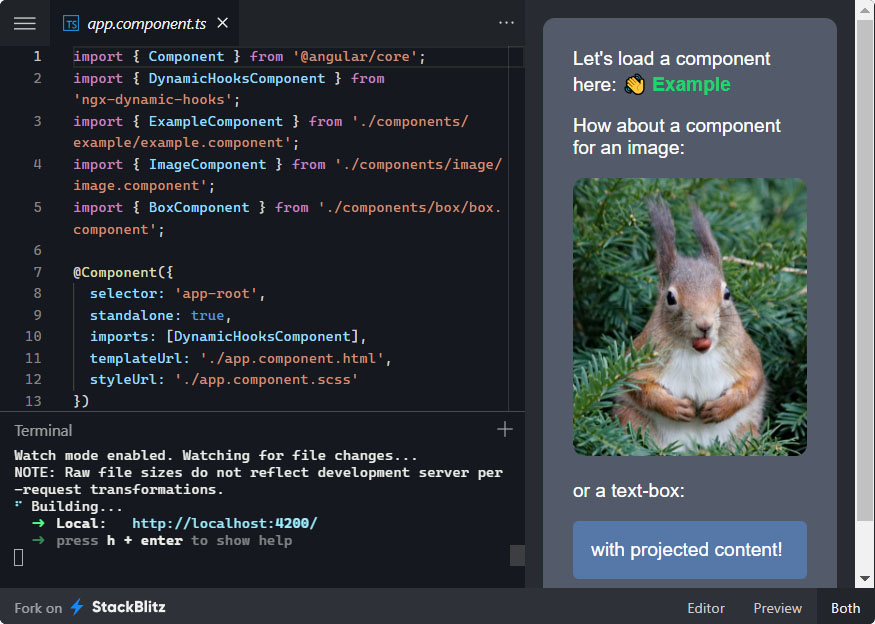 TS app.component.ts
1 import { Component } from '@angular/core';
2 import { DynamicHooksComponent } from
'ngx-dynamic-hooks';
3 import { ExampleComponent } from './components/
example/example.component';
4 import { ImageComponent } from './components/image/
image.component';
5 import { BoxComponent } from './components/box/box.
component';
6
7 @Component({
8 selector: 'app-root',
9 standalone: true,
10 imports: [DynamicHooksComponent],
11 templateUrl: './app.component.html',
12 styleUrl: './app.component.scss'
13 })
Terminal
Watch mode enabled. Watching for file changes...
NOTE: Raw file sizes do not reflect development server per
-request transformations.
Building...
➜ Local: http://localhost:4200/
➜ press h + enter to show help
Let's load a component
here: 👋 Example
How about a component
for an image:
or a text-box:
with projected content!
Fork on StackBlitz
Editor Preview Both